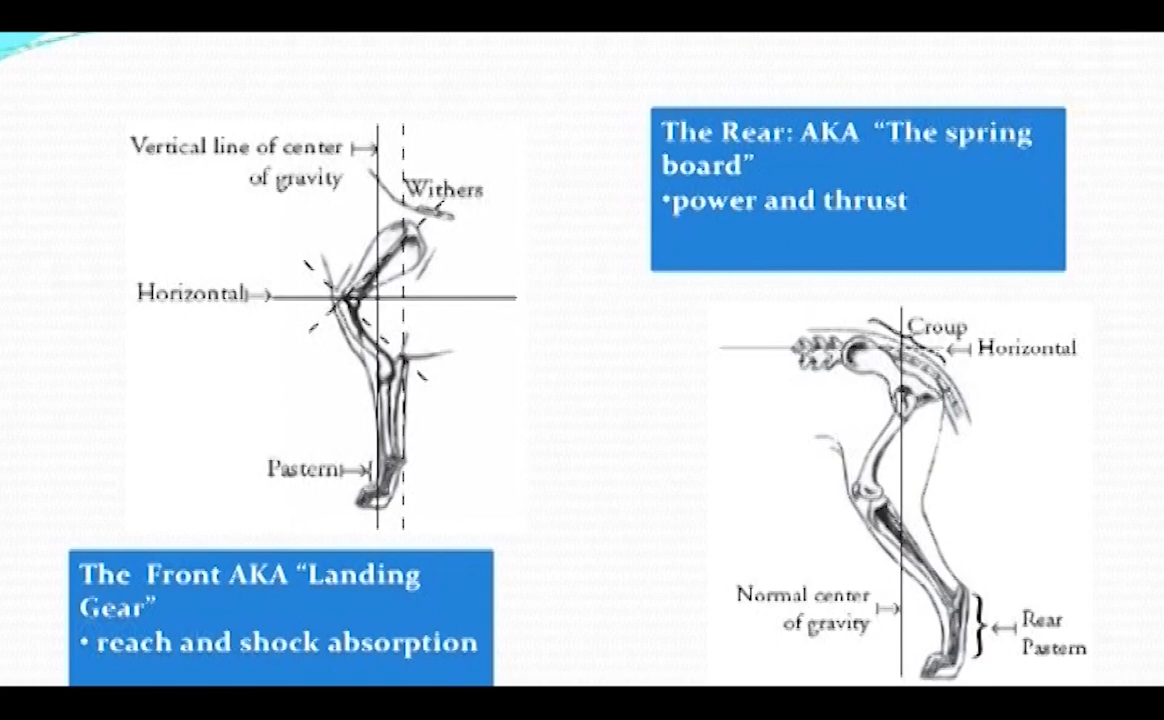 Vertical line of center
of gravity
Withers
Horizontal
Pastern
The Front AKA “Landing
Gear”
• reach and shock absorption
The Rear: AKA “The spring
board”
•power and thrust
Croup
Horizontal
Normal center
of gravity
Rear
Pastern